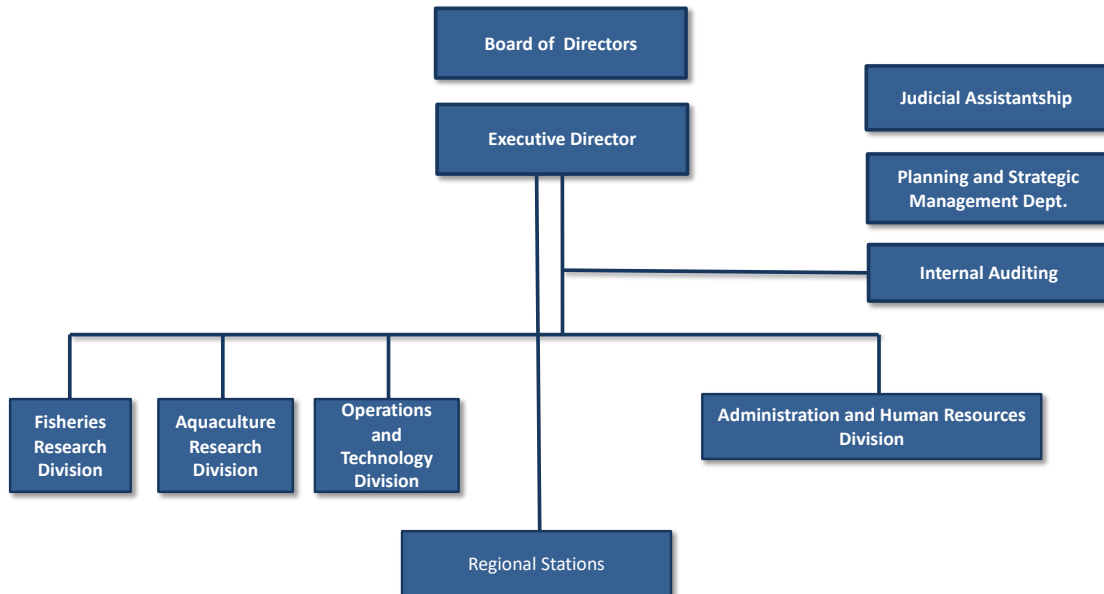 Board of Directors
Judicial Assistantship
Executive Director
Planning and Strategic
Management Dept.
Internal Auditing
Fisheries
Research
Division
Aquaculture
Research
Division
Operations
and
Technology
Division
Administration and Human Resources
Division
Regional Stations